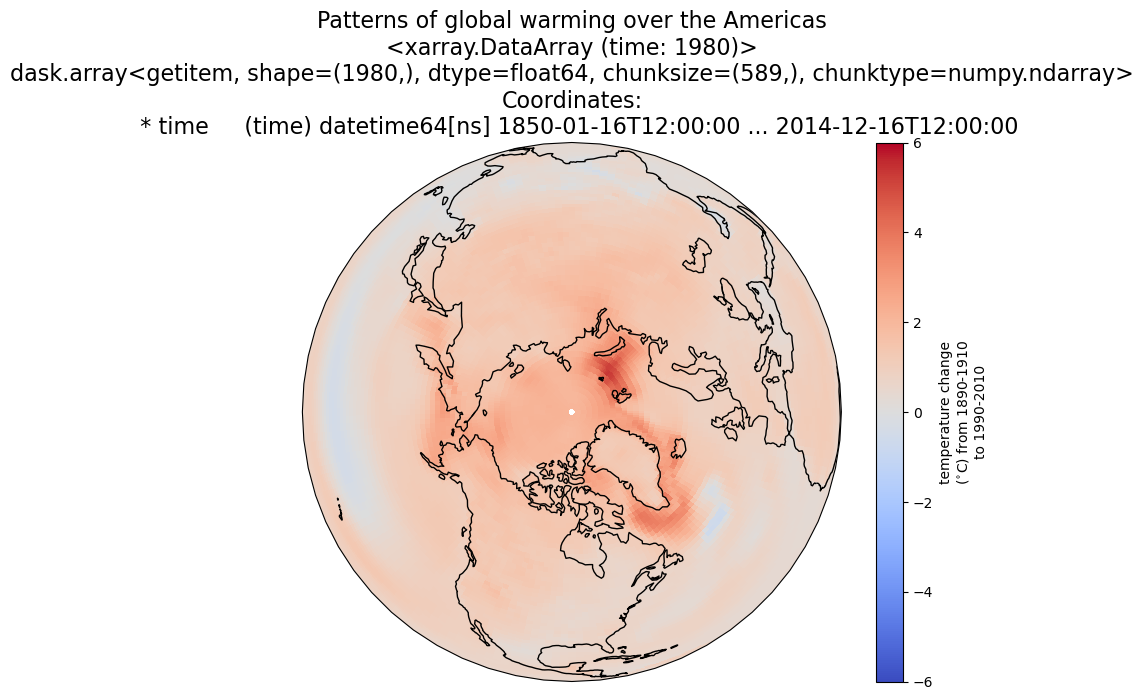 Patterns of global warming over the Americas
<xarray.DataArray (time: 1980)>
dask.array<getitem, shape=(1980,), dtype=float64, chunksize=(589,), chunktype=numpy.ndarray>
Coordinates:
* time     (time) datetime64[ns] 1850-01-16T12:00:00 ... 2014-12-16T12:00:00
6
4
2
0
−2
−4
−6
temperature change
(°C) from 1890-1910
to 1990-2010